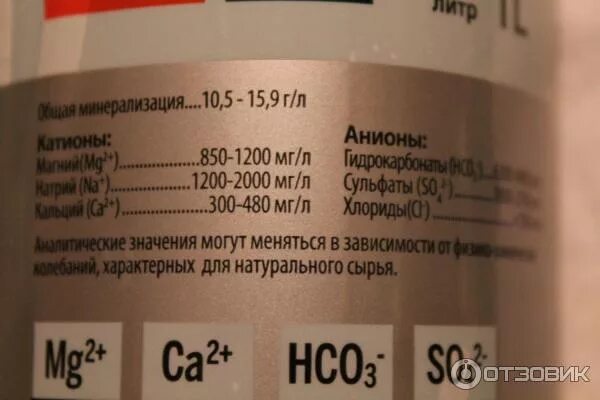 литр 1L
Общая минерализация....10,5 - 15,9 г/л
Катионы:
Магний(Mg²⁺)...............850-1200 мг/л
Натрий (Na⁺)..............1200-2000 мг/л
Кальций (Ca²⁺)...............300-480 мг/л
Анионы:
Гидрокарбонаты (HCO₃⁻)
Сульфаты (SO₄²⁻)
Хлориды(Cl⁻)
Аналитические значения могут меняться в зависимости от
колебаний, характерных для натурального сырья.
Mg²⁺ Ca²⁺ HCO₃⁻ SO₄²⁻
ОТЗОВИК